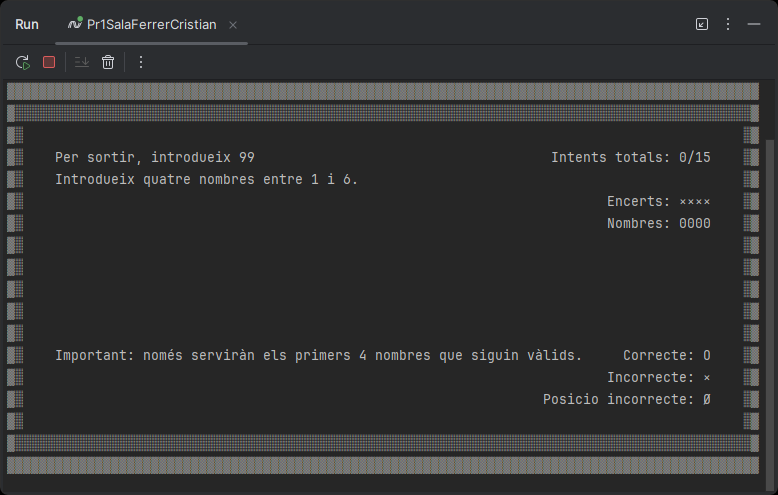 Run Pr1SalaFerrerCristian
Per sortir, introdueix 99 Intents totals: 0/15
Introdueix quatre nombres entre 1 i 6.
Encerts: ××××
Nombres: 0000
Important: només serviràn els primers 4 nombres que siguin vàlids. Correcte: O
Incorrecte: ×
Posicio incorrecte: Ø